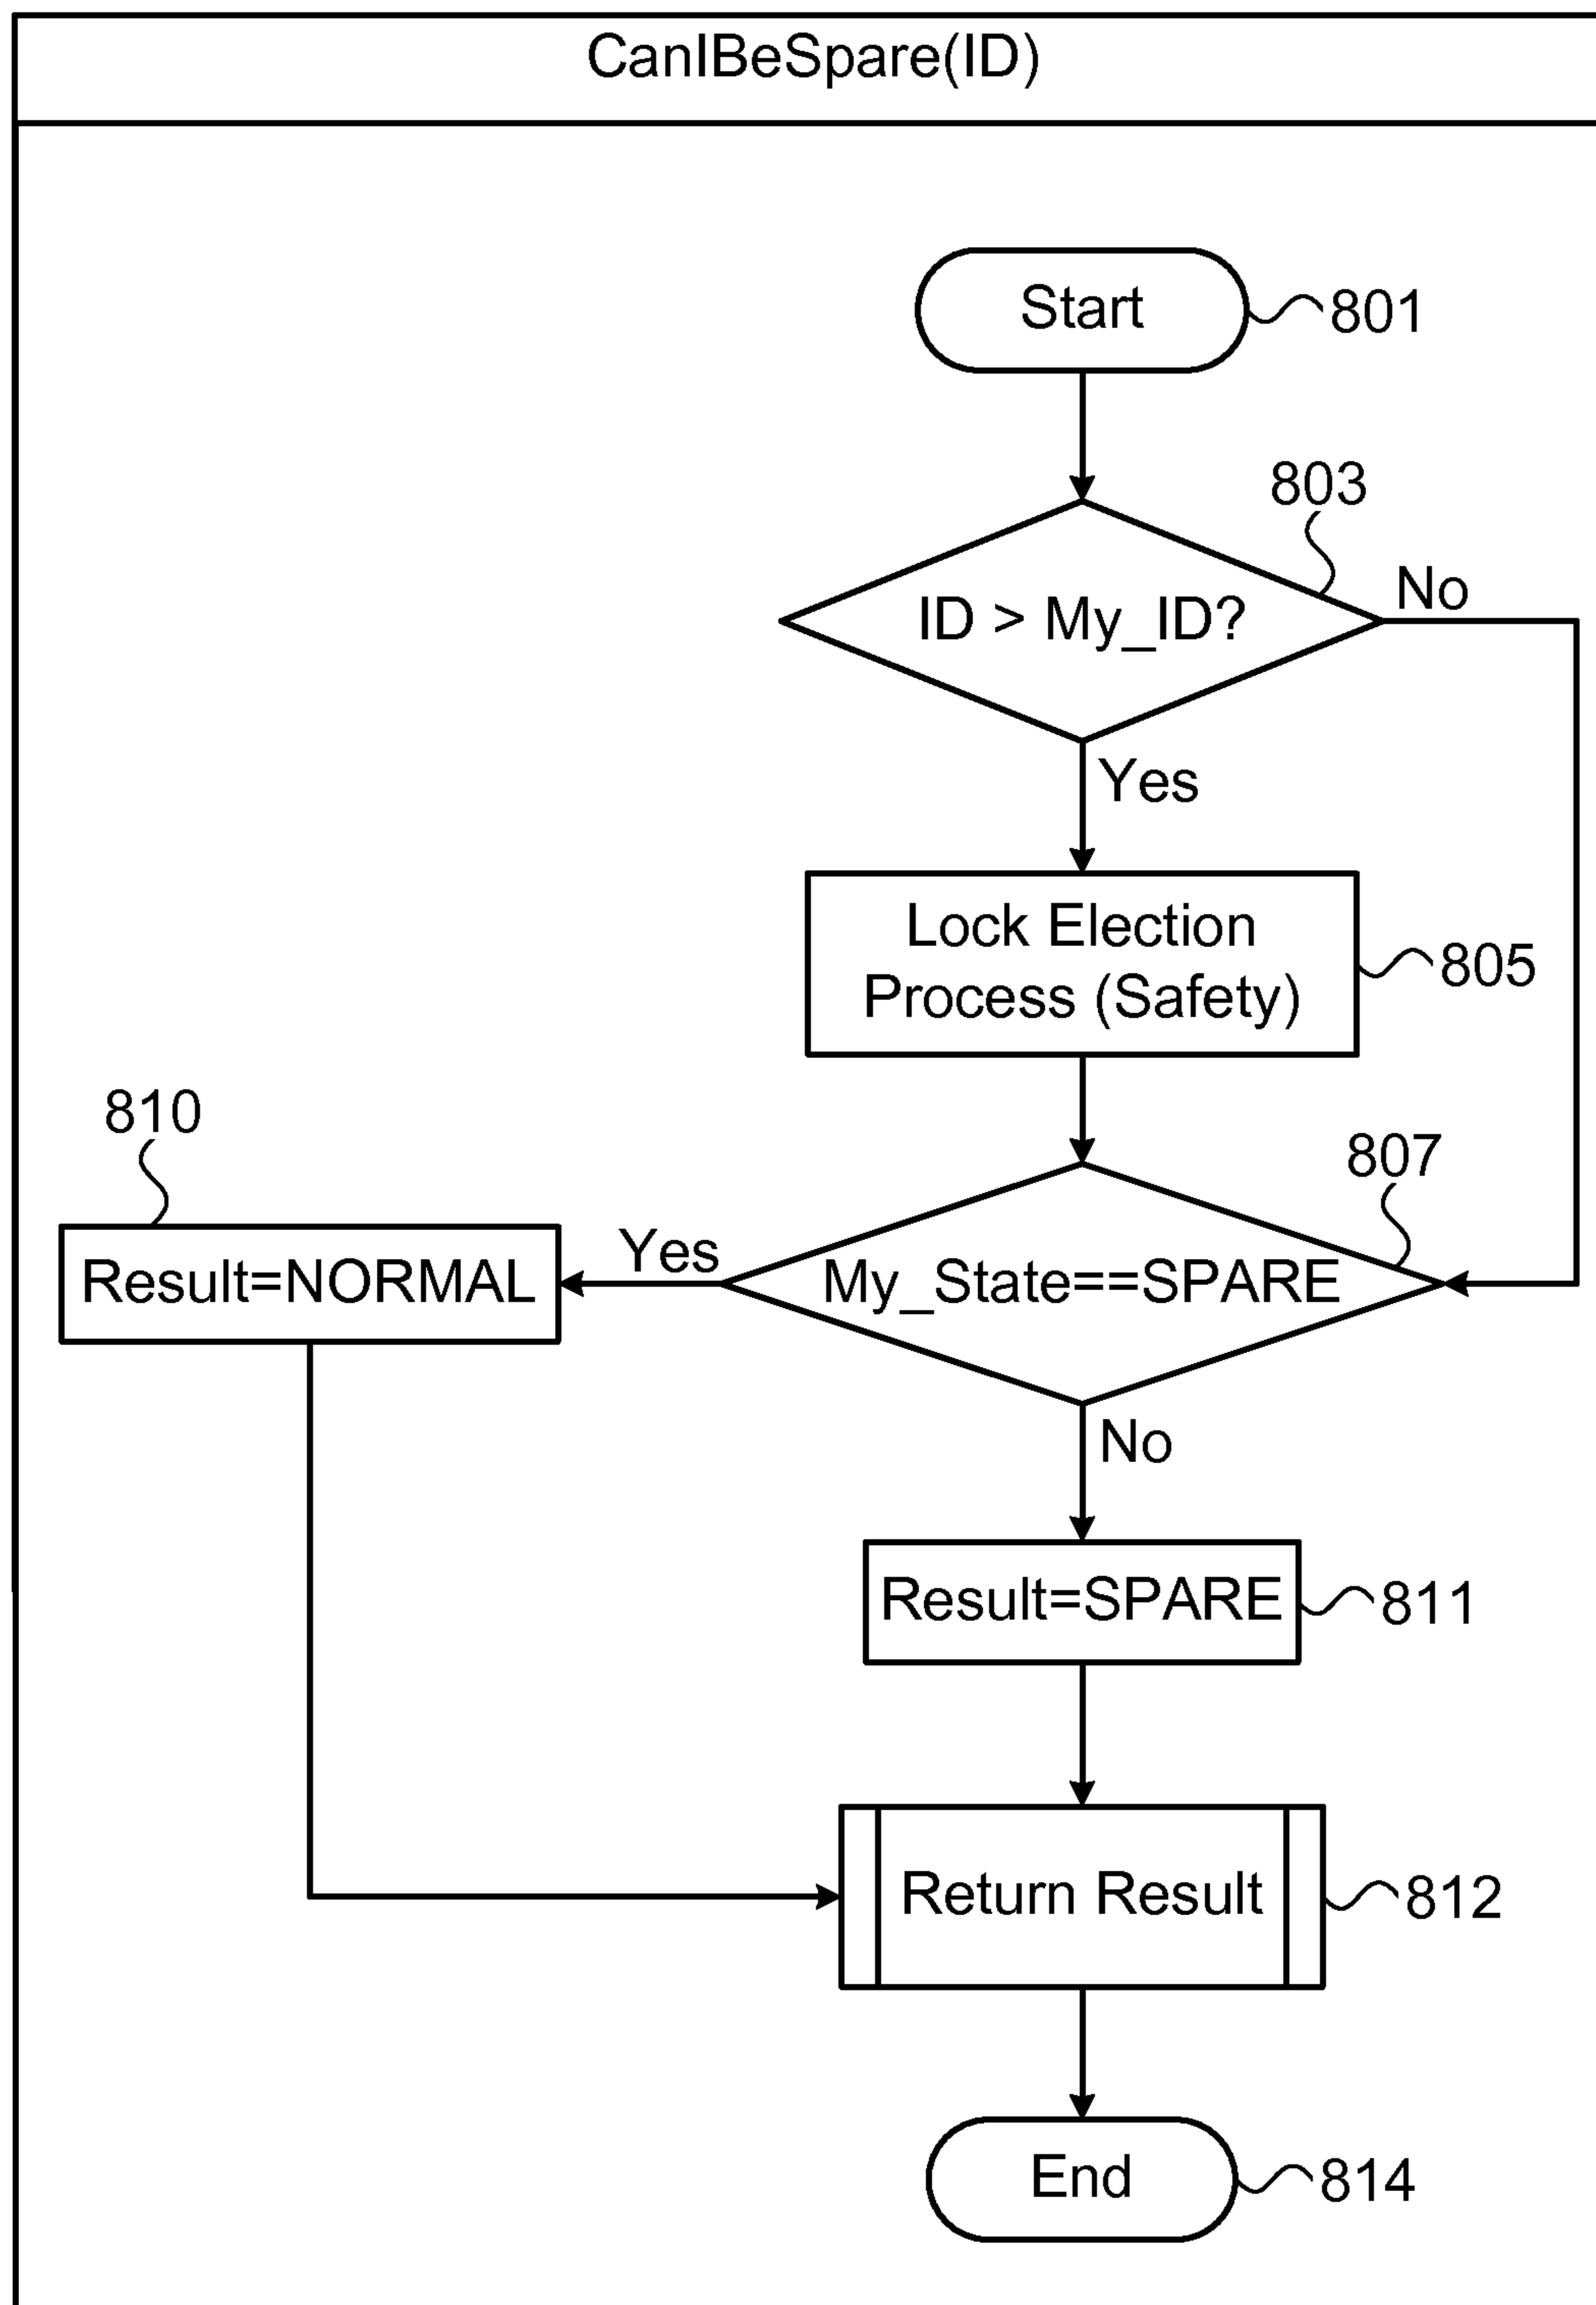 CanIBeSpare(ID)
Start
801
803
ID > My_ID?
No
Yes
Lock Election
Process (Safety)
805
810
807
Result=NORMAL
Yes
My_State==SPARE
No
Result=SPARE
811
Return Result
812
End
814